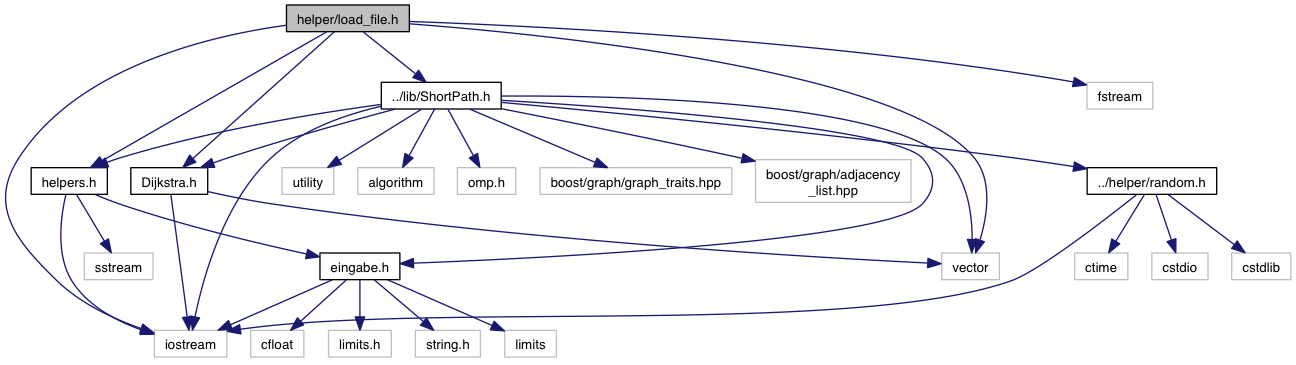 helper/load_file.h
../lib/ShortPath.h
fstream
helpers.h
Dijkstra.h
utility
algorithm
omp.h
boost/graph/graph_traits.hpp
boost/graph/adjacency
_list.hpp
../helper/random.h
sstream
eingabe.h
vector
ctime
cstdio
cstdlib
iostream
cfloat
limits.h
string.h
limits